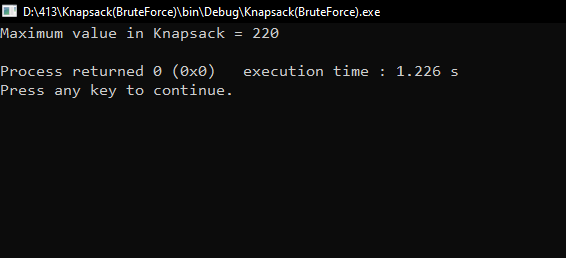 D:\413\Knapsack(BruteForce)\bin\Debug\Knapsack(BruteForce).exe
Maximum value in Knapsack = 220
Process returned 0 (0x0)   execution time : 1.226 s
Press any key to continue.